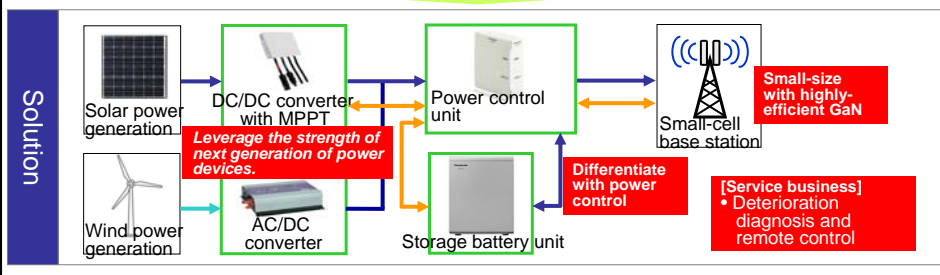 Solution
Solar power
generation
DC/DC converter
with MPPT
Power control
unit
Small-cell
base station
Small-size
with highly-
efficient GaN
Leverage the strength of
next generation of power
devices.
Wind power
generation
AC/DC
converter
Storage battery unit
Differentiate
with power
control
[Service business]
• Deterioration
diagnosis and
remote control